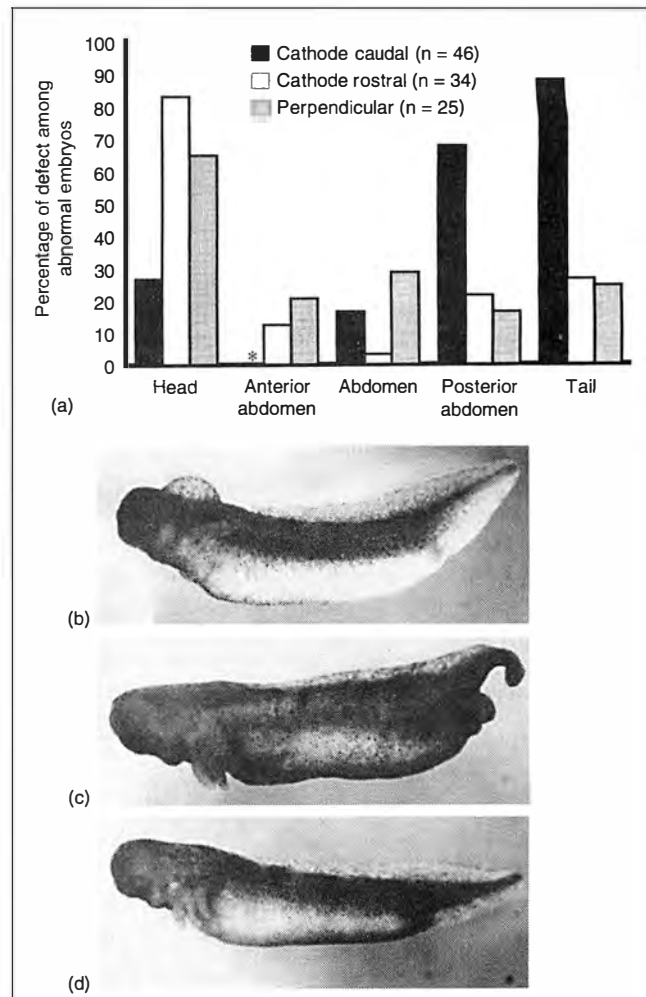 100
90
80
70
60
50
40
30
20
10
0
Percentage of defect among
abnormal embryos
Cathode caudal (n = 46)
Cathode rostral (n = 34)
Perpendicular (n = 25)
*
Head
Anterior
abdomen
Abdomen
Posterior
abdomen
Tail
(a)
(b)
(c)
(d)